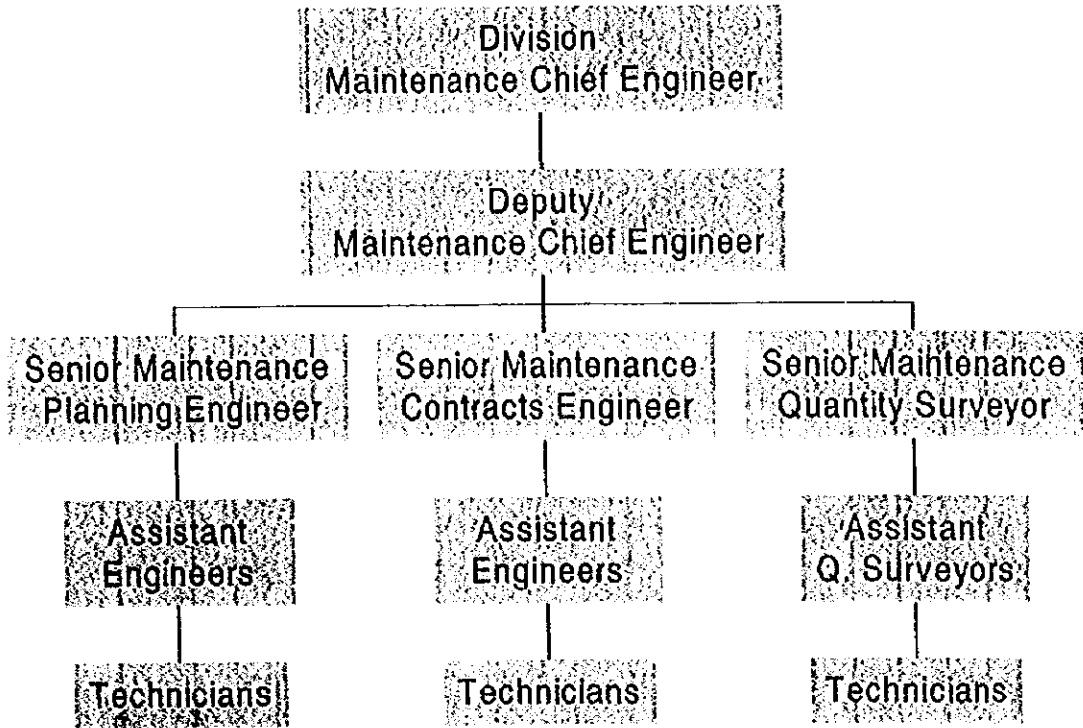 Division
Maintenance Chief Engineer
Deputy
Maintenance Chief Engineer
Senior Maintenance
Planning Engineer
Senior Maintenance
Contracts Engineer
Senior Maintenance
Quantity Surveyor
Assistant
Engineers
Assistant
Engineers
Assistant
Q. Surveyors
Technicians
Technicians
Technicians